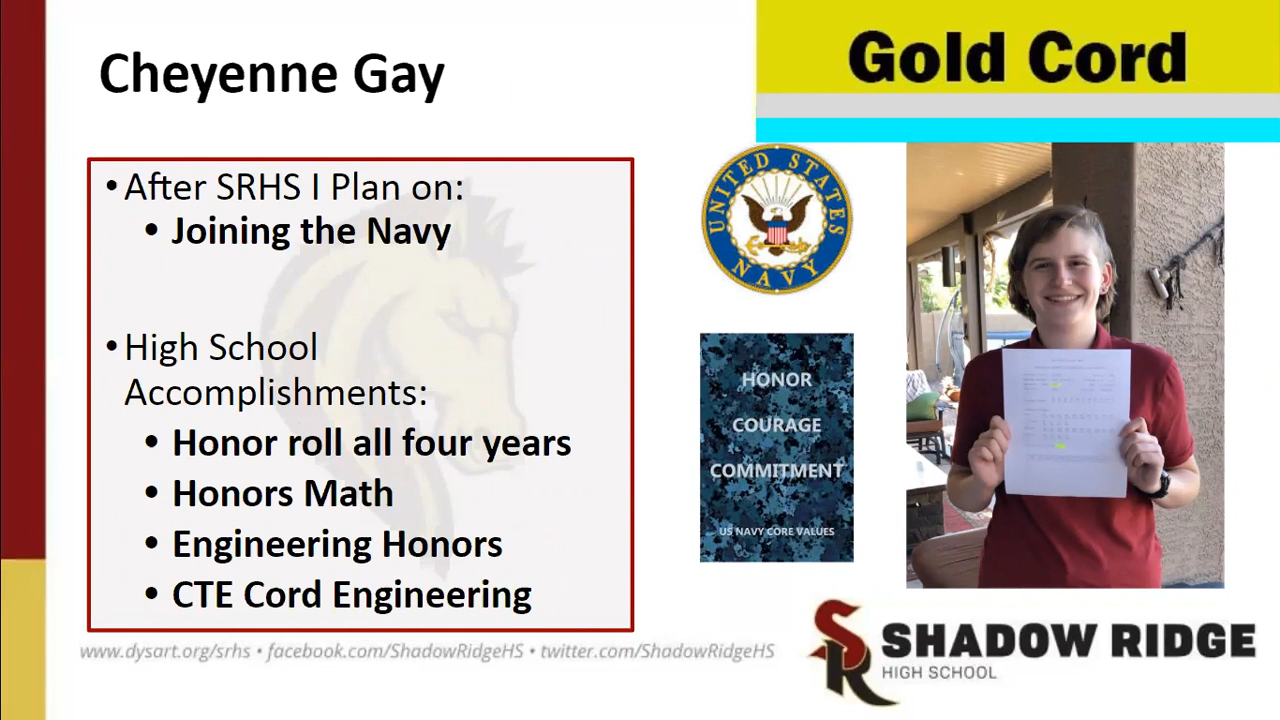 Cheyenne Gay
Gold Cord
• After SRHS I Plan on:
• Joining the Navy
• High School
Accomplishments:
• Honor roll all four years
• Honors Math
• Engineering Honors
• CTE Cord Engineering
UNITED STATES
NAVY
HONOR
COURAGE
COMMITMENT
US NAVY CORE VALUES
www.dysart.org/srhs • facebook.com/ShadowRidgeHS • twitter.com/ShadowRidgeHS
SR
SHADOW RIDGE
HIGH SCHOOL